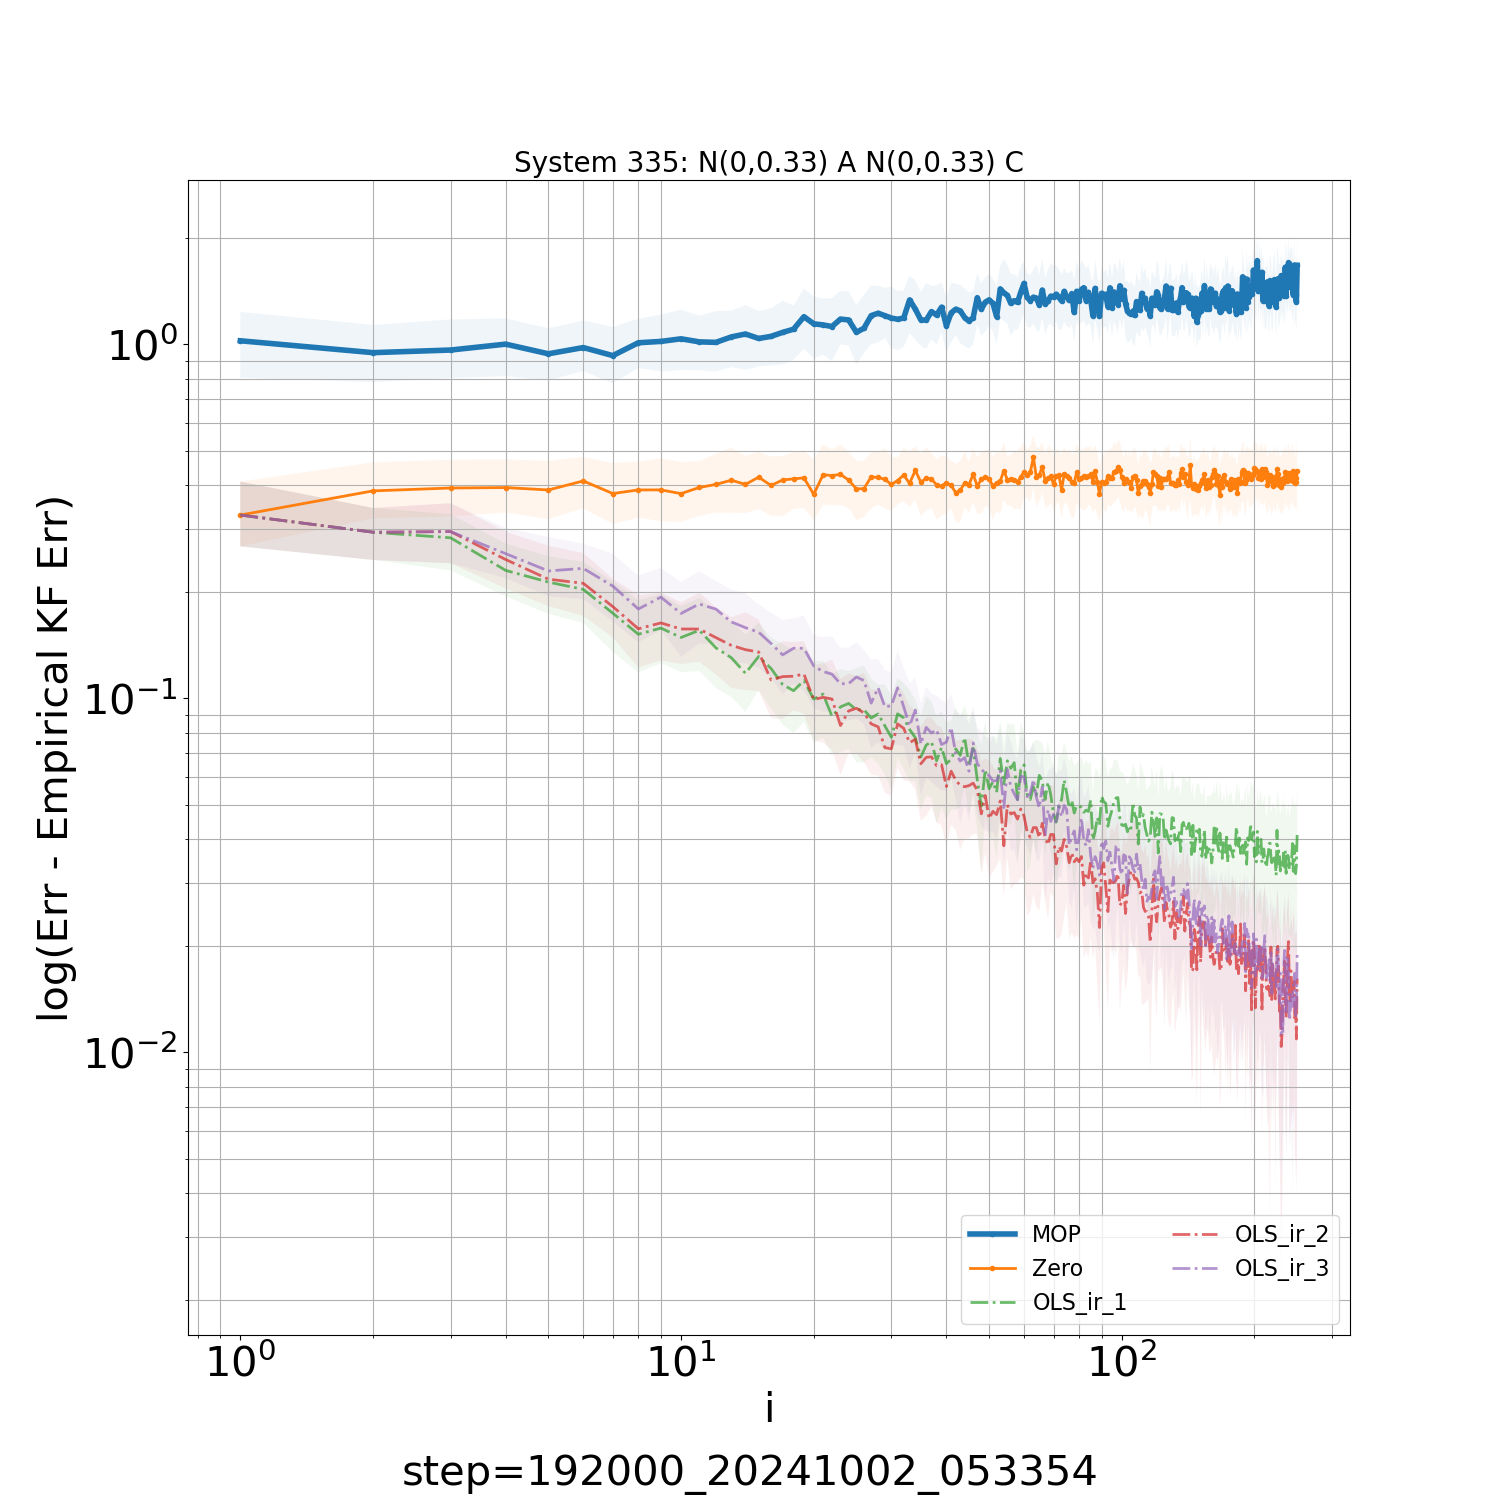 System 335: N(0,0.33) A N(0,0.33) C
log(Err - Empirical KF Err)
10⁰
10⁻¹
10⁻²
10⁰ 10¹ 10²
i
MOP
Zero
OLS_ir_1
OLS_ir_2
OLS_ir_3
step=192000_20241002_053354